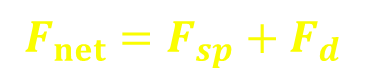 F_net = F_sp + F_d